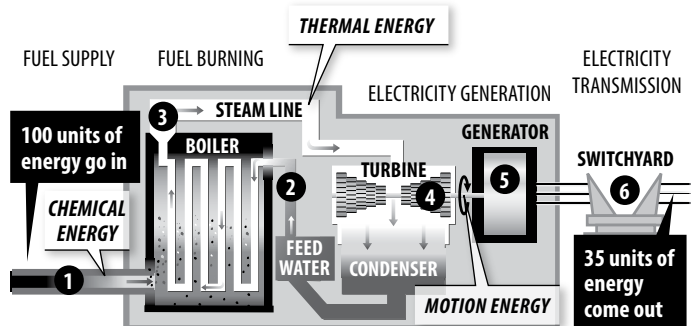 FUEL SUPPLY
FUEL BURNING
THERMAL ENERGY
ELECTRICITY GENERATION
ELECTRICITY
TRANSMISSION
3
STEAM LINE
100 units of
energy go in
BOILER
GENERATOR
TURBINE
SWITCHYARD
2
4
5
6
CHEMICAL
ENERGY
FEED
WATER
CONDENSER
35 units of
energy
come out
1
MOTION ENERGY